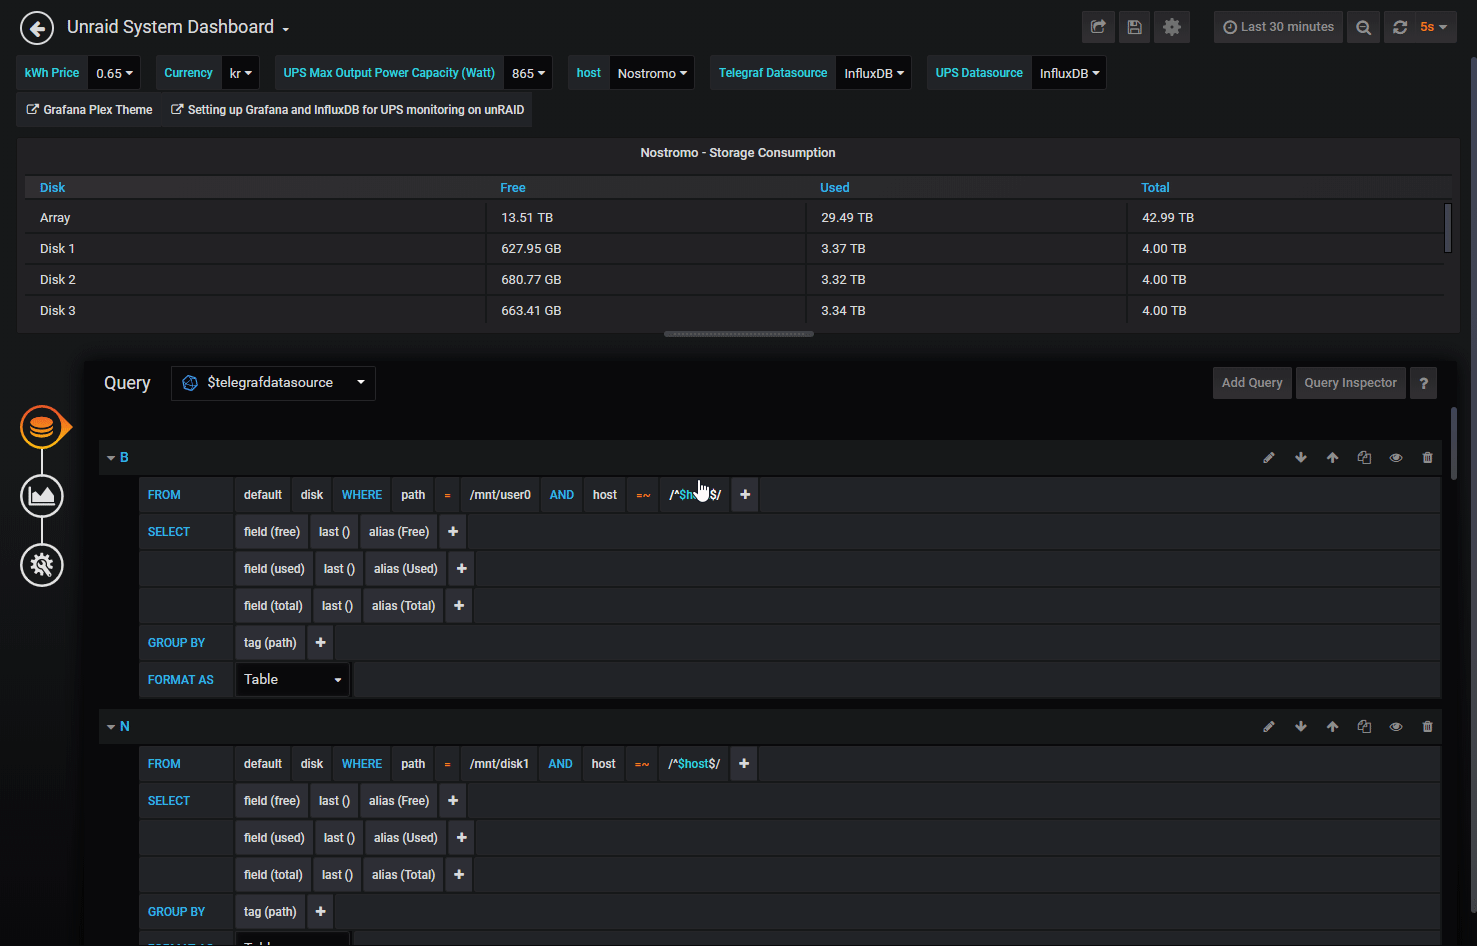 Unraid System Dashboard
Last 30 minutes 5s
kWh Price 0.65 Currency kr UPS Max Output Power Capacity (Watt) 865 host Nostromo Telegraf Datasource InfluxDB UPS Datasource InfluxDB
Grafana Plex Theme Setting up Grafana and InfluxDB for UPS monitoring on unRAID
Nostromo - Storage Consumption
Disk Free Used Total
Array 13.51 TB 29.49 TB 42.99 TB
Disk 1 627.95 GB 3.37 TB 4.00 TB
Disk 2 680.77 GB 3.32 TB 4.00 TB
Disk 3 663.41 GB 3.34 TB 4.00 TB
Query $telegrafdatasource Add Query Query Inspector ?
B
FROM default disk WHERE path = /mnt/user0 AND host =~ +
SELECT field (free) last () alias (Free) +
field (used) last () alias (Used) +
field (total) last () alias (Total) +
GROUP BY tag (path) +
FORMAT AS Table
N
FROM default disk WHERE path = /mnt/disk1 AND host =~ /^$host$/ +
SELECT field (free) last () alias (Free) +
field (used) last () alias (Used) +
field (total) last () alias (Total) +
GROUP BY tag (path) +